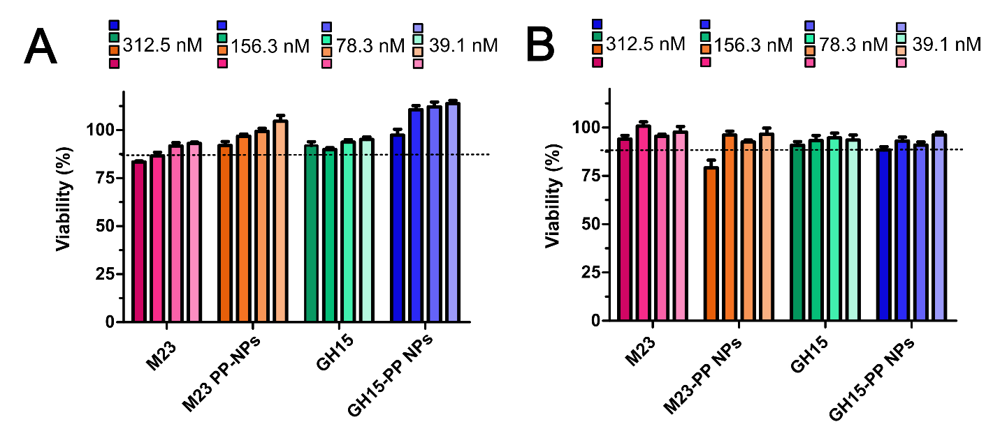 A
312.5 nM
156.3 nM
78.3 nM
39.1 nM
Viability (%)
100
75
50
25
0
M23
M23 PP-NPs
GH15
GH15-PP NPs
B
312.5 nM
156.3 nM
78.3 nM
39.1 nM
Viability (%)
100
75
50
25
0
M23
M23-PP NPs
GH15
GH15-PP NPs